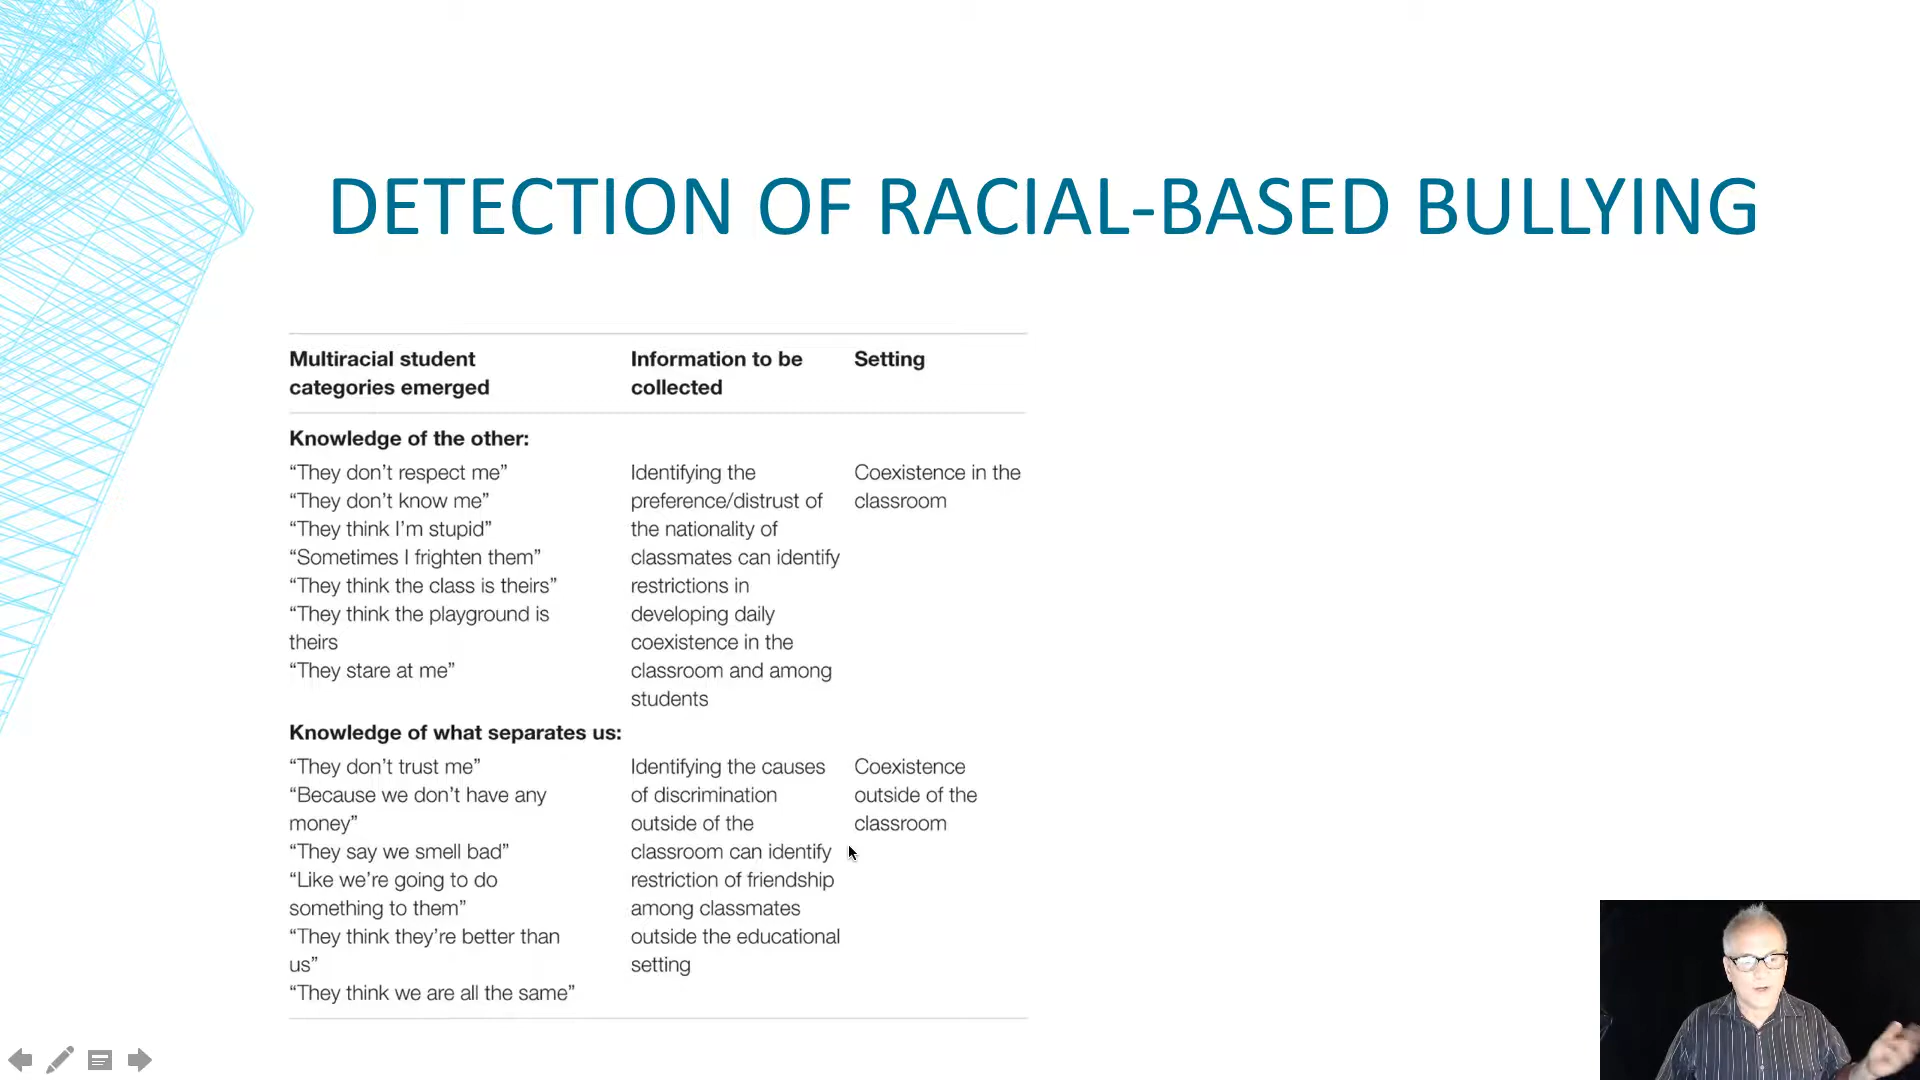 DETECTION OF RACIAL-BASED BULLYING
Multiracial student
categories emerged
Information to be
collected
Setting
Knowledge of the other:
“They don’t respect me”
“They don’t know me”
“They think I’m stupid”
“Sometimes I frighten them”
“They think the class is theirs”
“They think the playground is
theirs
“They stare at me”
Identifying the
preference/distrust of
the nationality of
classmates can identify
restrictions in
developing daily
coexistence in the
classroom and among
students
Coexistence in the
classroom
Knowledge of what separates us:
“They don’t trust me”
“Because we don’t have any
money”
“They say we smell bad”
“Like we’re going to do
something to them”
“They think they’re better than
us”
“They think we are all the same”
Identifying the causes
of discrimination
outside of the
classroom can identify
restriction of friendship
among classmates
outside the educational
setting
Coexistence
outside of the
classroom